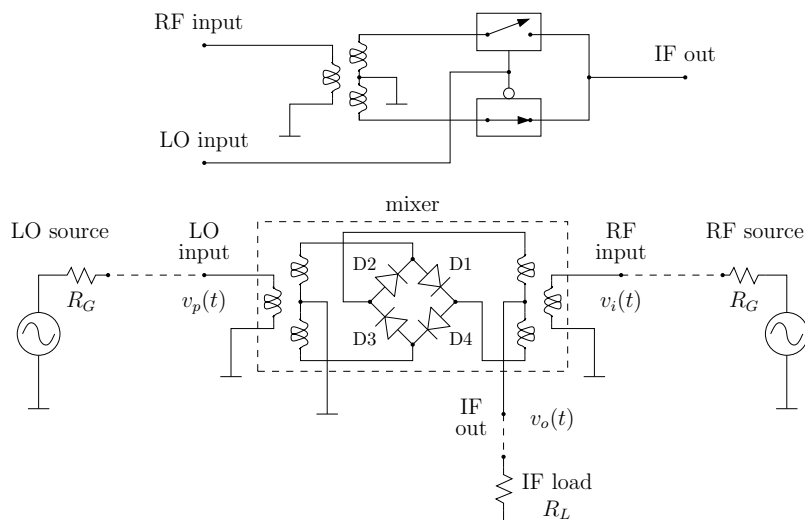 RF input
IF out
LO input
mixer
LO source
LO
input
RF
input
RF source
D2
D1
R_G
v_p(t)
v_i(t)
R_G
D3
D4
IF
out
v_o(t)
IF load
R_L